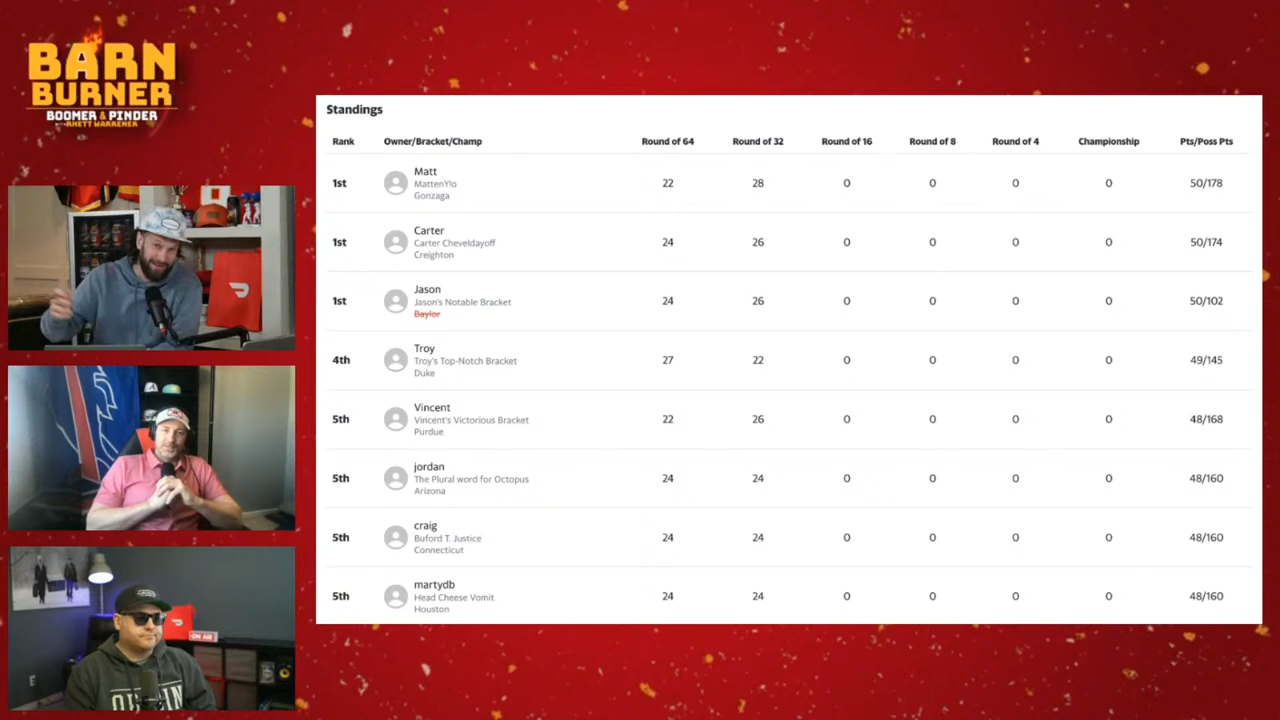 BARN
BURNER
BOOMER & PINDER
WITH RHETT WARRENER
Standings
Rank Owner/Bracket/Champ Round of 64 Round of 32 Round of 16 Round of 8 Round of 4 Championship Pts/Poss Pts
Matt
1st MattenY!o 22 28 0 0 0 0 50/178
Gonzaga
Carter
1st Carter Cheveldayoff 24 26 0 0 0 0 50/174
Creighton
Jason
1st Jason's Notable Bracket 24 26 0 0 0 0 50/102
Baylor
Troy
4th Troy's Top-Notch Bracket 27 22 0 0 0 0 49/145
Duke
Vincent
5th Vincent's Victorious Bracket 22 26 0 0 0 0 48/168
Purdue
jordan
5th The Plural word for Octopus 24 24 0 0 0 0 48/160
Arizona
craig
5th Buford T. Justice 24 24 0 0 0 0 48/160
Connecticut
martydb
5th Head Cheese Vomit 24 24 0 0 0 0 48/160
Houston
ON AIR